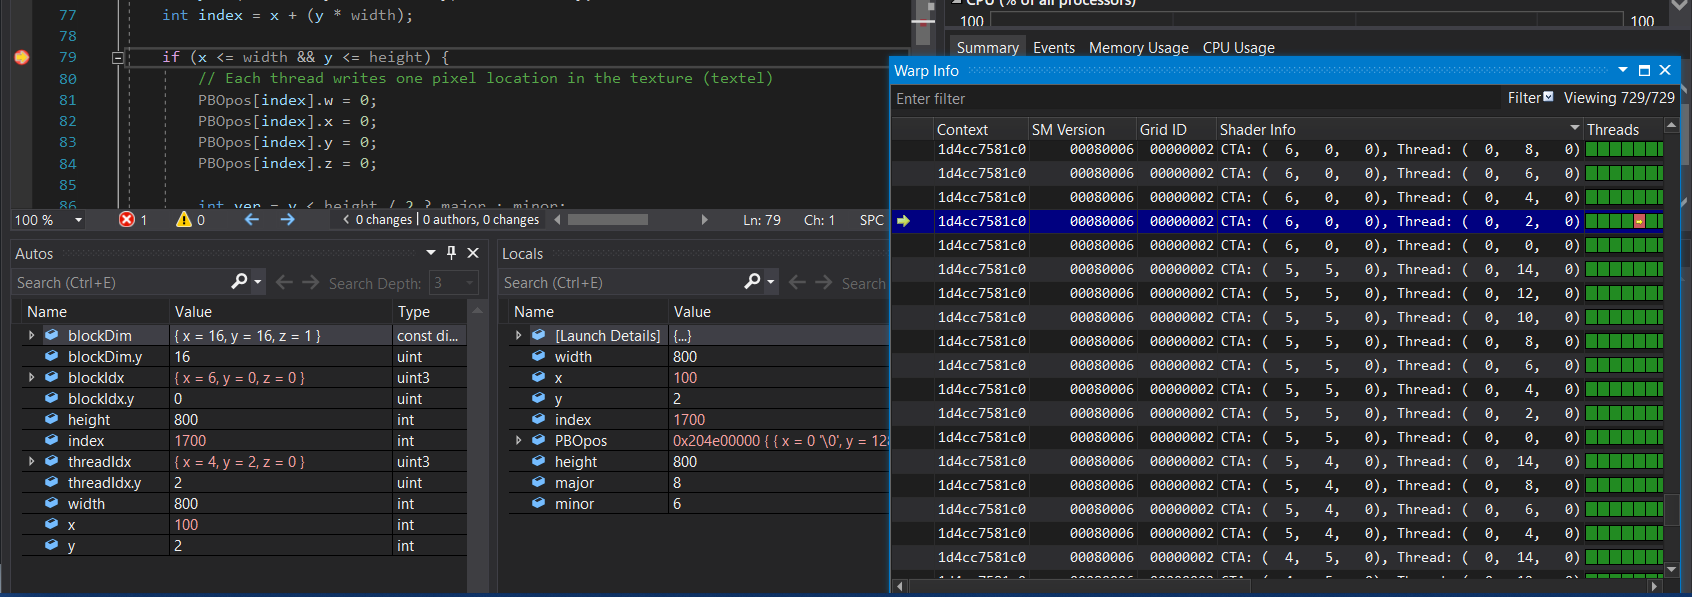 77 int index = x + (y * width);
CPU (% of all processors)
100 100
78
79 if (x <= width && y <= height) {
Summary Events Memory Usage CPU Usage
80 // Each thread writes one pixel location in the texture (textel)
81 PBOpos[index].w = 0;
82 PBOpos[index].x = 0;
83 PBOpos[index].y = 0;
84 PBOpos[index].z = 0;
85
86 int ver = y < height / 2 ? major : minor;
100 % 1 0 0 changes | 0 authors, 0 changes Ln: 79 Ch: 1 SPC
Autos
Search (Ctrl+E) Search Depth: 3
Name Value Type
blockDim { x = 16, y = 16, z = 1 } const di...
blockDim.y 16 uint
blockIdx { x = 6, y = 0, z = 0 } uint3
blockIdx.y 0 uint
height 800 int
index 1700 int
threadIdx { x = 4, y = 2, z = 0 } uint3
threadIdx.y 2 uint
width 800 int
x 100 int
y 2 int
Locals
Search (Ctrl+E) Search
Name Value
[Launch Details] {...}
width 800
x 100
y 2
index 1700
PBOpos 0x204e00000 { { x = 0 '\0', y = 128
height 800
major 8
minor 6
Warp Info
Enter filter Filter Viewing 729/729
Context SM Version Grid ID Shader Info Threads
1d4cc7581c0 00080006 00000002 CTA: ( 6, 0, 0), Thread: ( 0, 8, 0)
1d4cc7581c0 00080006 00000002 CTA: ( 6, 0, 0), Thread: ( 0, 6, 0)
1d4cc7581c0 00080006 00000002 CTA: ( 6, 0, 0), Thread: ( 0, 4, 0)
1d4cc7581c0 00080006 00000002 CTA: ( 6, 0, 0), Thread: ( 0, 2, 0)
1d4cc7581c0 00080006 00000002 CTA: ( 6, 0, 0), Thread: ( 0, 0, 0)
1d4cc7581c0 00080006 00000002 CTA: ( 5, 5, 0), Thread: ( 0, 14, 0)
1d4cc7581c0 00080006 00000002 CTA: ( 5, 5, 0), Thread: ( 0, 12, 0)
1d4cc7581c0 00080006 00000002 CTA: ( 5, 5, 0), Thread: ( 0, 10, 0)
1d4cc7581c0 00080006 00000002 CTA: ( 5, 5, 0), Thread: ( 0, 8, 0)
1d4cc7581c0 00080006 00000002 CTA: ( 5, 5, 0), Thread: ( 0, 6, 0)
1d4cc7581c0 00080006 00000002 CTA: ( 5, 5, 0), Thread: ( 0, 4, 0)
1d4cc7581c0 00080006 00000002 CTA: ( 5, 5, 0), Thread: ( 0, 2, 0)
1d4cc7581c0 00080006 00000002 CTA: ( 5, 5, 0), Thread: ( 0, 0, 0)
1d4cc7581c0 00080006 00000002 CTA: ( 5, 4, 0), Thread: ( 0, 14, 0)
1d4cc7581c0 00080006 00000002 CTA: ( 5, 4, 0), Thread: ( 0, 8, 0)
1d4cc7581c0 00080006 00000002 CTA: ( 5, 4, 0), Thread: ( 0, 6, 0)
1d4cc7581c0 00080006 00000002 CTA: ( 5, 4, 0), Thread: ( 0, 4, 0)
1d4cc7581c0 00080006 00000002 CTA: ( 4, 5, 0), Thread: ( 0, 14, 0)